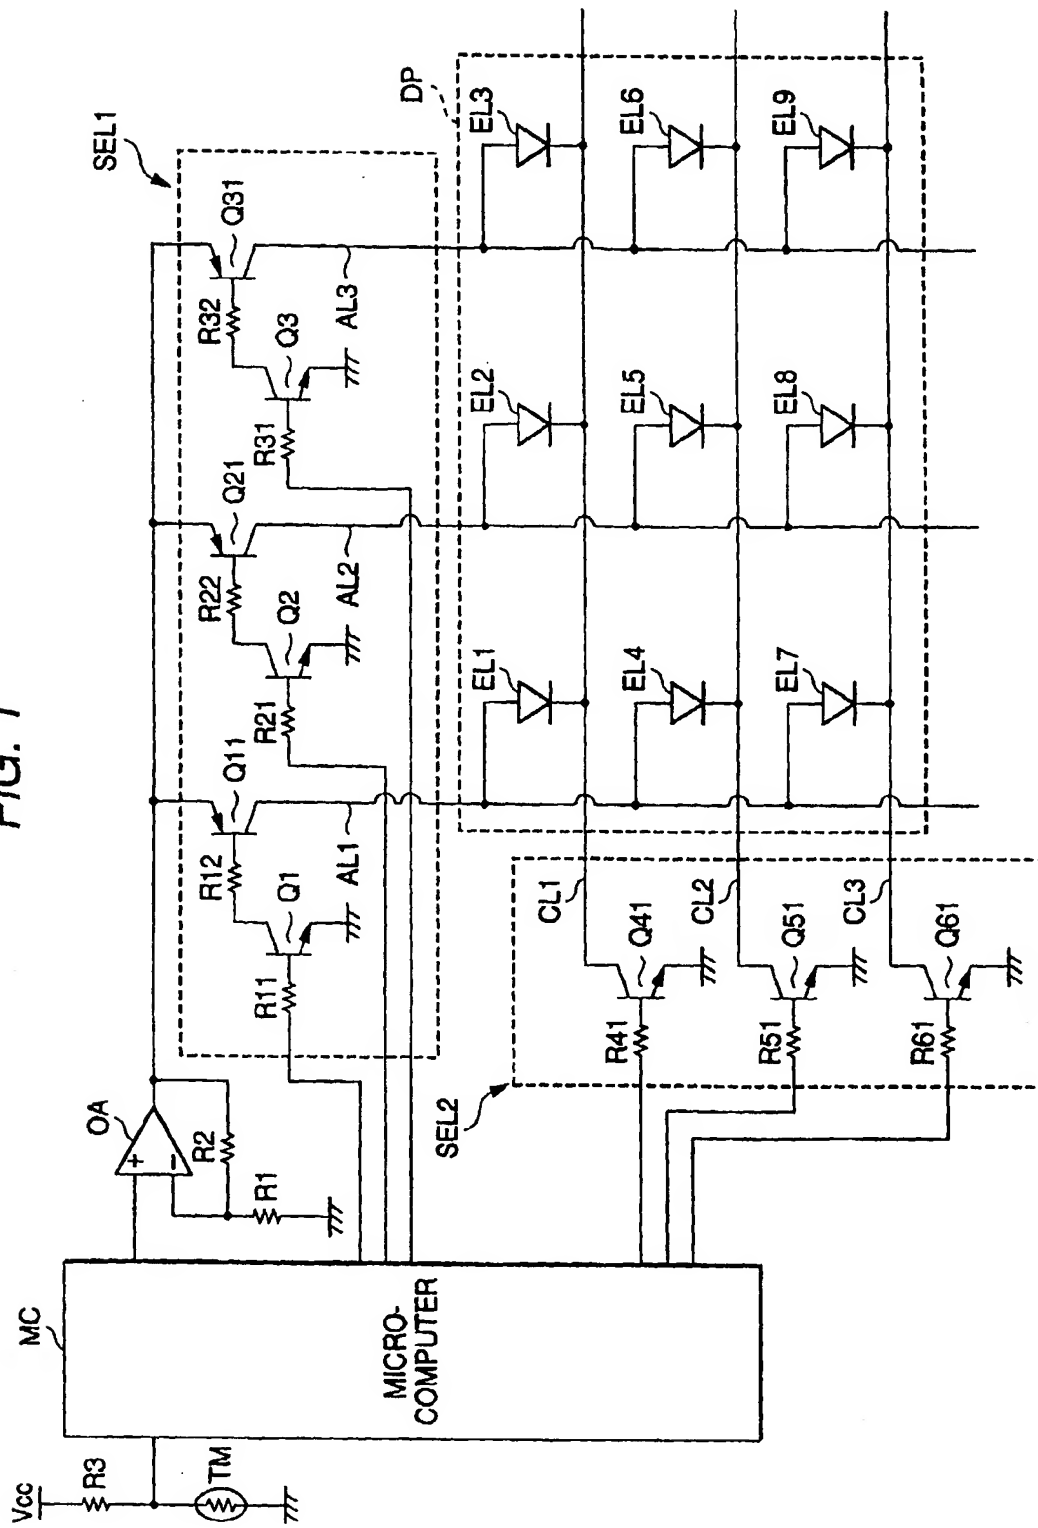 FIG. 1
Vcc
R3
TM
MC
MICRO-
COMPUTER
OA
+
−
R2
R1
SEL1
R11
Q1
R12
Q11
AL1
R21
Q2
R22
Q21
AL2
R31
Q3
R32
Q31
AL3
DP
EL1
EL2
EL3
EL4
EL5
EL6
EL7
EL8
EL9
SEL2
CL1
R41
Q41
CL2
R51
Q51
CL3
R61
Q61